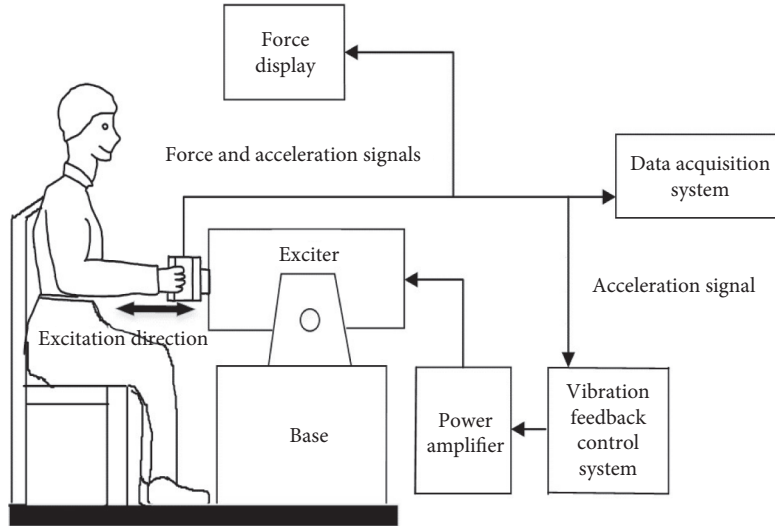 Force
display
Force and acceleration signals
Data acquisition
system
Exciter
Acceleration signal
Excitation direction
Base
Power
amplifier
Vibration
feedback
control
system